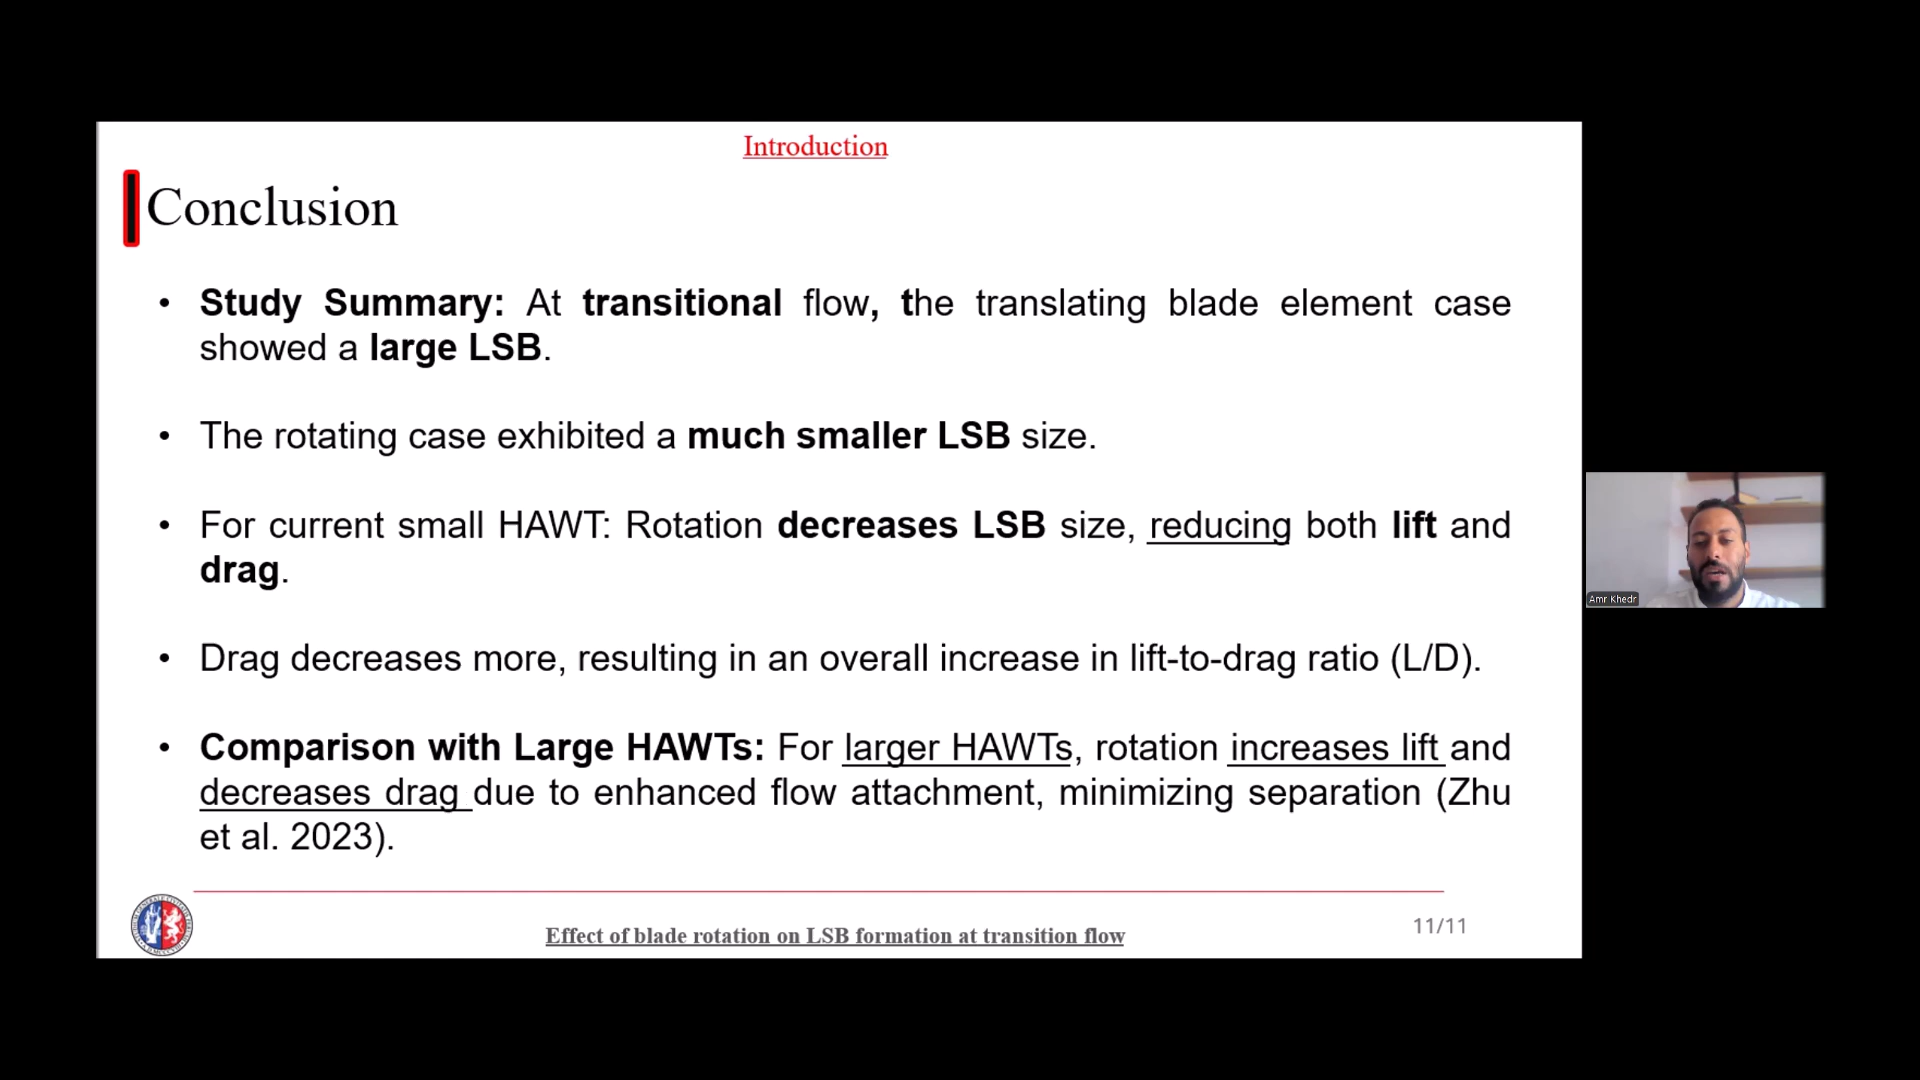 Introduction
Conclusion
• Study Summary: At transitional flow, the translating blade element case
showed a large LSB.
• The rotating case exhibited a much smaller LSB size.
• For current small HAWT: Rotation decreases LSB size, reducing both lift and
drag.
• Drag decreases more, resulting in an overall increase in lift-to-drag ratio (L/D).
• Comparison with Large HAWTs: For larger HAWTs, rotation increases lift and
decreases drag due to enhanced flow attachment, minimizing separation (Zhu
et al. 2023).
Effect of blade rotation on LSB formation at transition flow
11/11
Amr Khedr